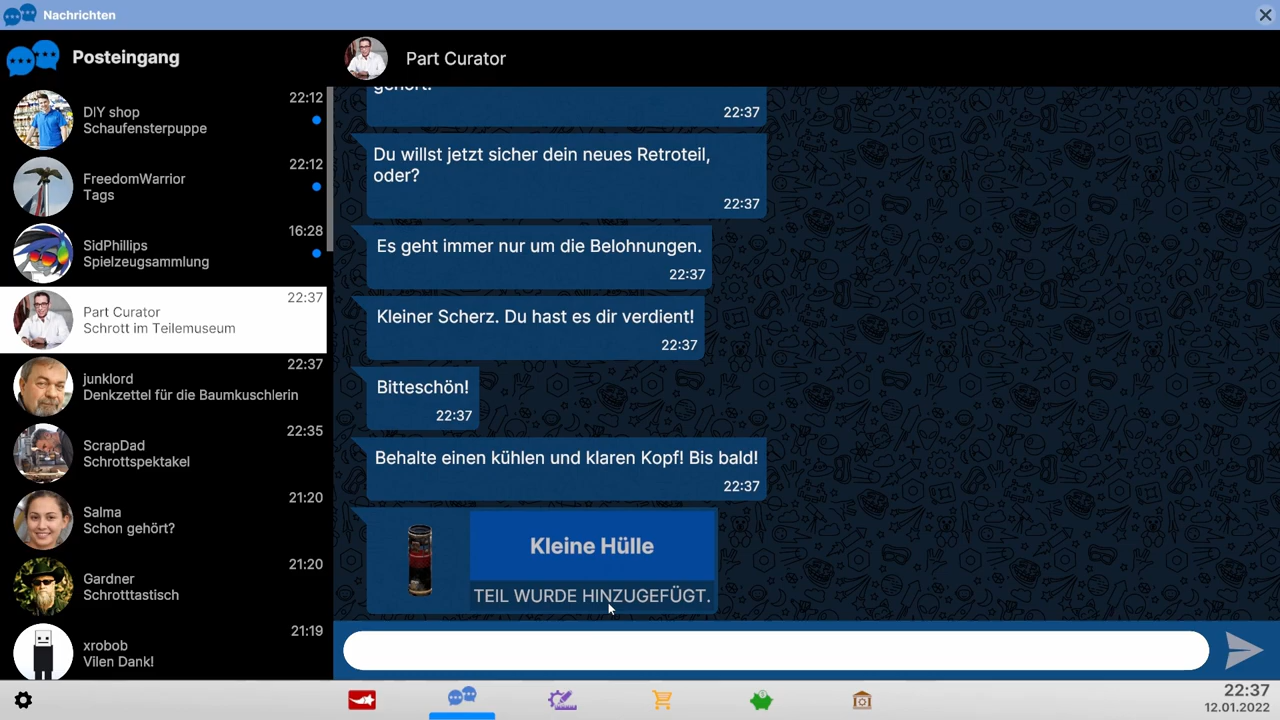 Nachrichten
Posteingang
DIY shop
Schaufensterpuppe
22:12
FreedomWarrior
Tags
22:12
SidPhillips
Spielzeugsammlung
16:28
Part Curator
Schrott im Teilemuseum
22:37
junklord
Denkzettel für die Baumkuschlerin
22:37
ScrapDad
Schrottspektakel
22:35
Salma
Schon gehört?
21:20
Gardner
Schrotttastisch
21:20
xrobob
Vilen Dank!
21:19
Part Curator
gehört.
22:37
Du willst jetzt sicher dein neues Retroteil,
oder?
22:37
Es geht immer nur um die Belohnungen.
22:37
Kleiner Scherz. Du hast es dir verdient!
22:37
Bitteschön!
22:37
Behalte einen kühlen und klaren Kopf! Bis bald!
22:37
Kleine Hülle
TEIL WURDE HINZUGEFÜGT.
22:37
12.01.2022